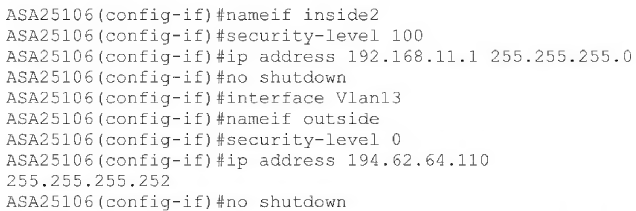 ASA25106(config-if)#nameif inside2
ASA25106(config-if)#security-level 100
ASA25106(config-if)#ip address 192.168.11.1 255.255.255.0
ASA25106(config-if)#no shutdown
ASA25106(config-if)#interface Vlan13
ASA25106(config-if)#nameif outside
ASA25106(config-if)#security-level 0
ASA25106(config-if)#ip address 194.62.64.110
255.255.255.252
ASA25106(config-if)#no shutdown